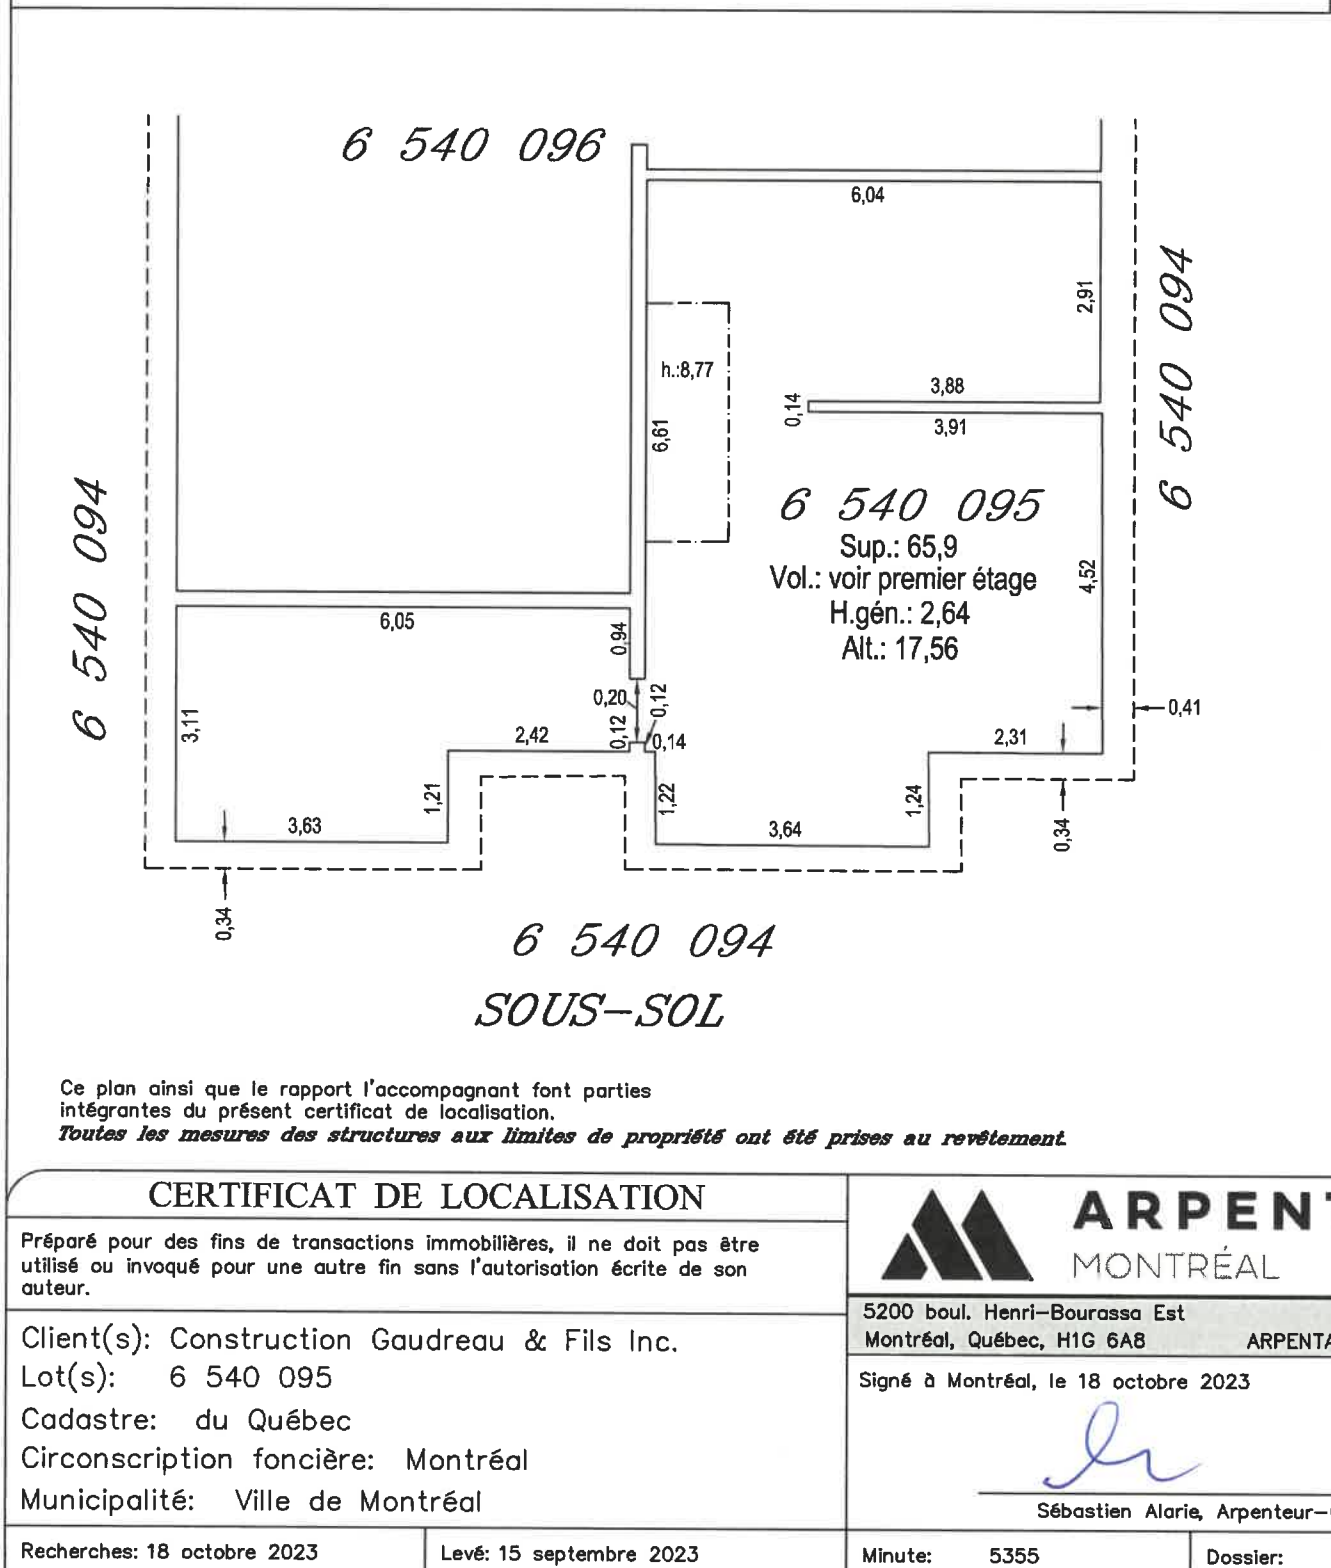 6 540 096
6,04
2,91
6 540 094
h.:8,77
3,88
0,14
3,91
6,61
6 540 095
Sup.: 65,9
Vol.: voir premier étage
H.gén.: 2,64
Alt.: 17,56
4,52
6 540 094
6,05
0,94
0,20
0,12
0,12
0,14
0,41
3,11
2,42
2,31
1,21
1,22
1,24
3,63
3,64
0,34
0,34
6 540 094
SOUS-SOL
Ce plan ainsi que le rapport l'accompagnant font parties
intégrantes du présent certificat de localisation.
Toutes les mesures des structures aux limites de propriété ont été prises au revêtement.
CERTIFICAT DE LOCALISATION
Préparé pour des fins de transactions immobilières, il ne doit pas être
utilisé ou invoqué pour une autre fin sans l'autorisation écrite de son
auteur.
Client(s): Construction Gaudreau & Fils Inc.
Lot(s): 6 540 095
Cadastre: du Québec
Circonscription foncière: Montréal
Municipalité: Ville de Montréal
Recherches: 18 octobre 2023
Levé: 15 septembre 2023
ARPENT
MONTRÉAL
5200 boul. Henri-Bourassa Est
Montréal, Québec, H1G 6A8 ARPENTA
Signé à Montréal, le 18 octobre 2023
Sébastien Alarie, Arpenteur-
Minute: 5355
Dossier: